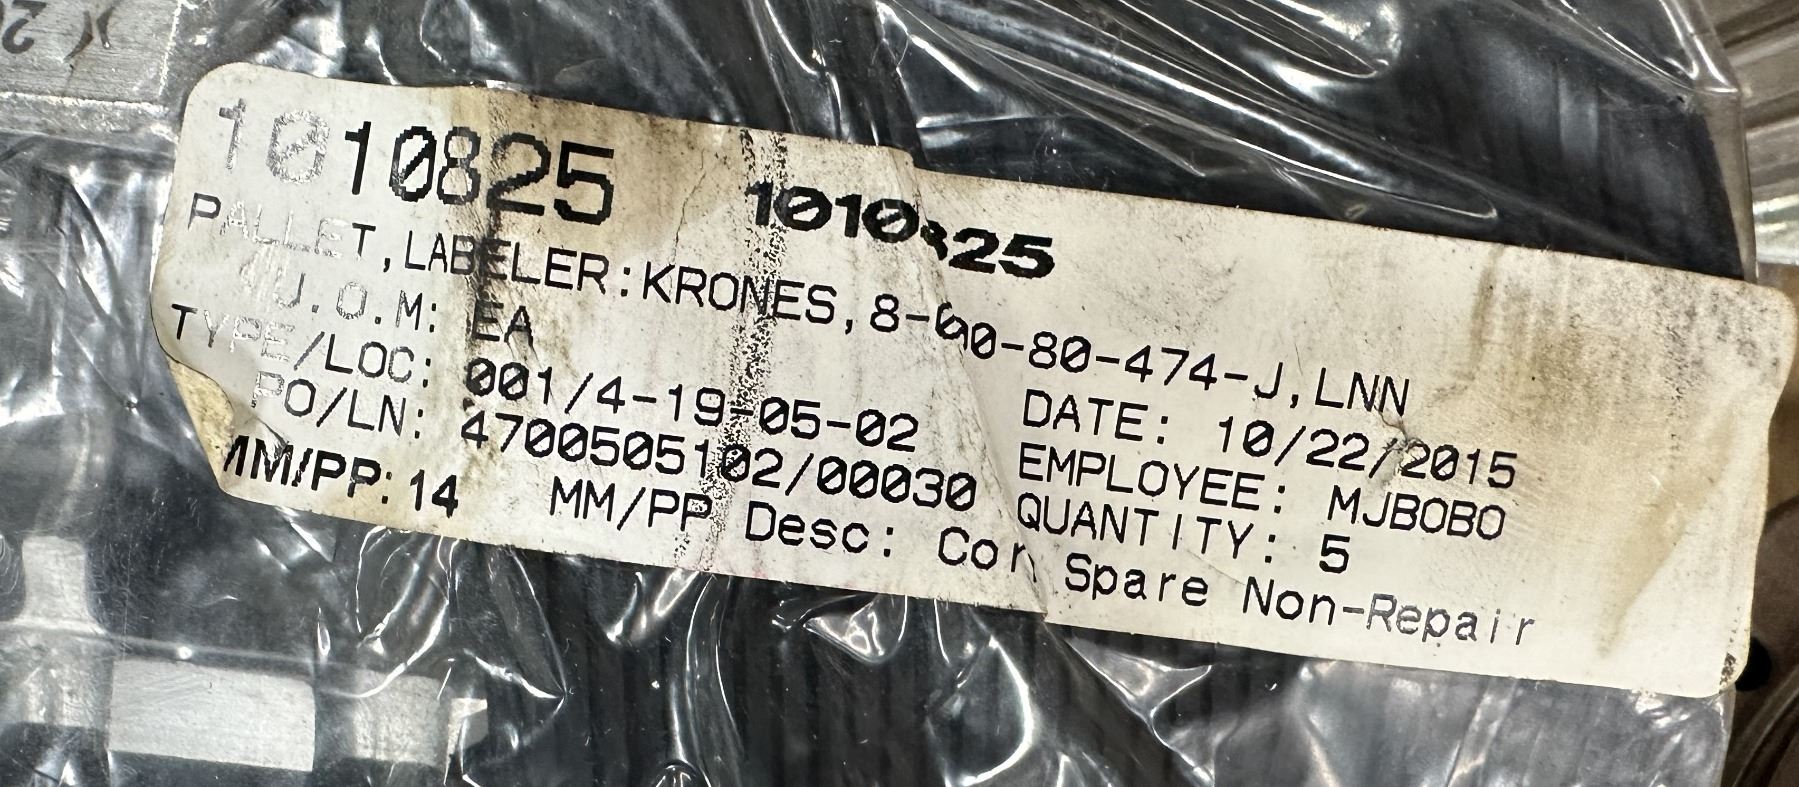 1010825 1010825
PALLET,LABELER:KRONES,8-000-80-474-J,LNN
U.O.M: EA
TYPE/LOC: 001/4-19-05-02 DATE: 10/22/2015
PO/LN: 4700505102/00030 EMPLOYEE: MJBOBO
QUANTITY: 5
MM/PP: 14 MM/PP Desc: Spare Non-Repair